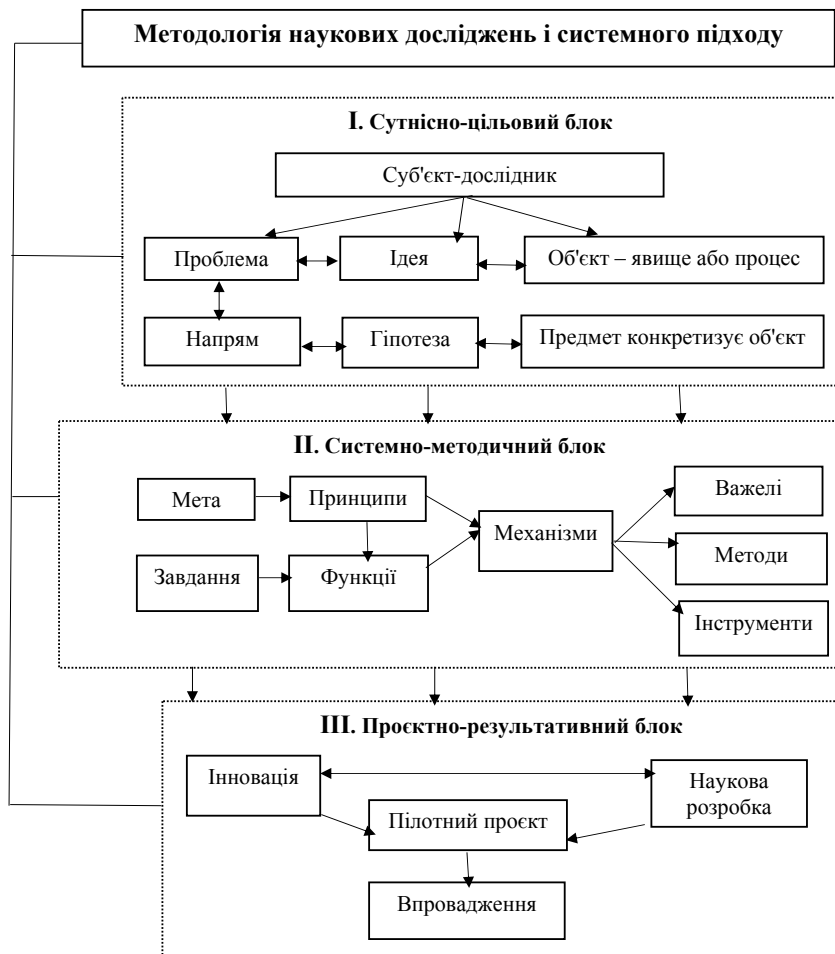 Методологія наукових досліджень і системного підходу
І. Сутнісно-цільовий блок
Суб'єкт-дослідник
Проблема
Ідея
Об'єкт – явище або процес
Напрям
Гіпотеза
Предмет конкретизує об'єкт
ІІ. Системно-методичний блок
Мета
Принципи
Механізми
Важелі
Завдання
Функції
Методи
Інструменти
ІІІ. Проєктно-результативний блок
Інновація
Наукова
розробка
Пілотний проєкт
Впровадження